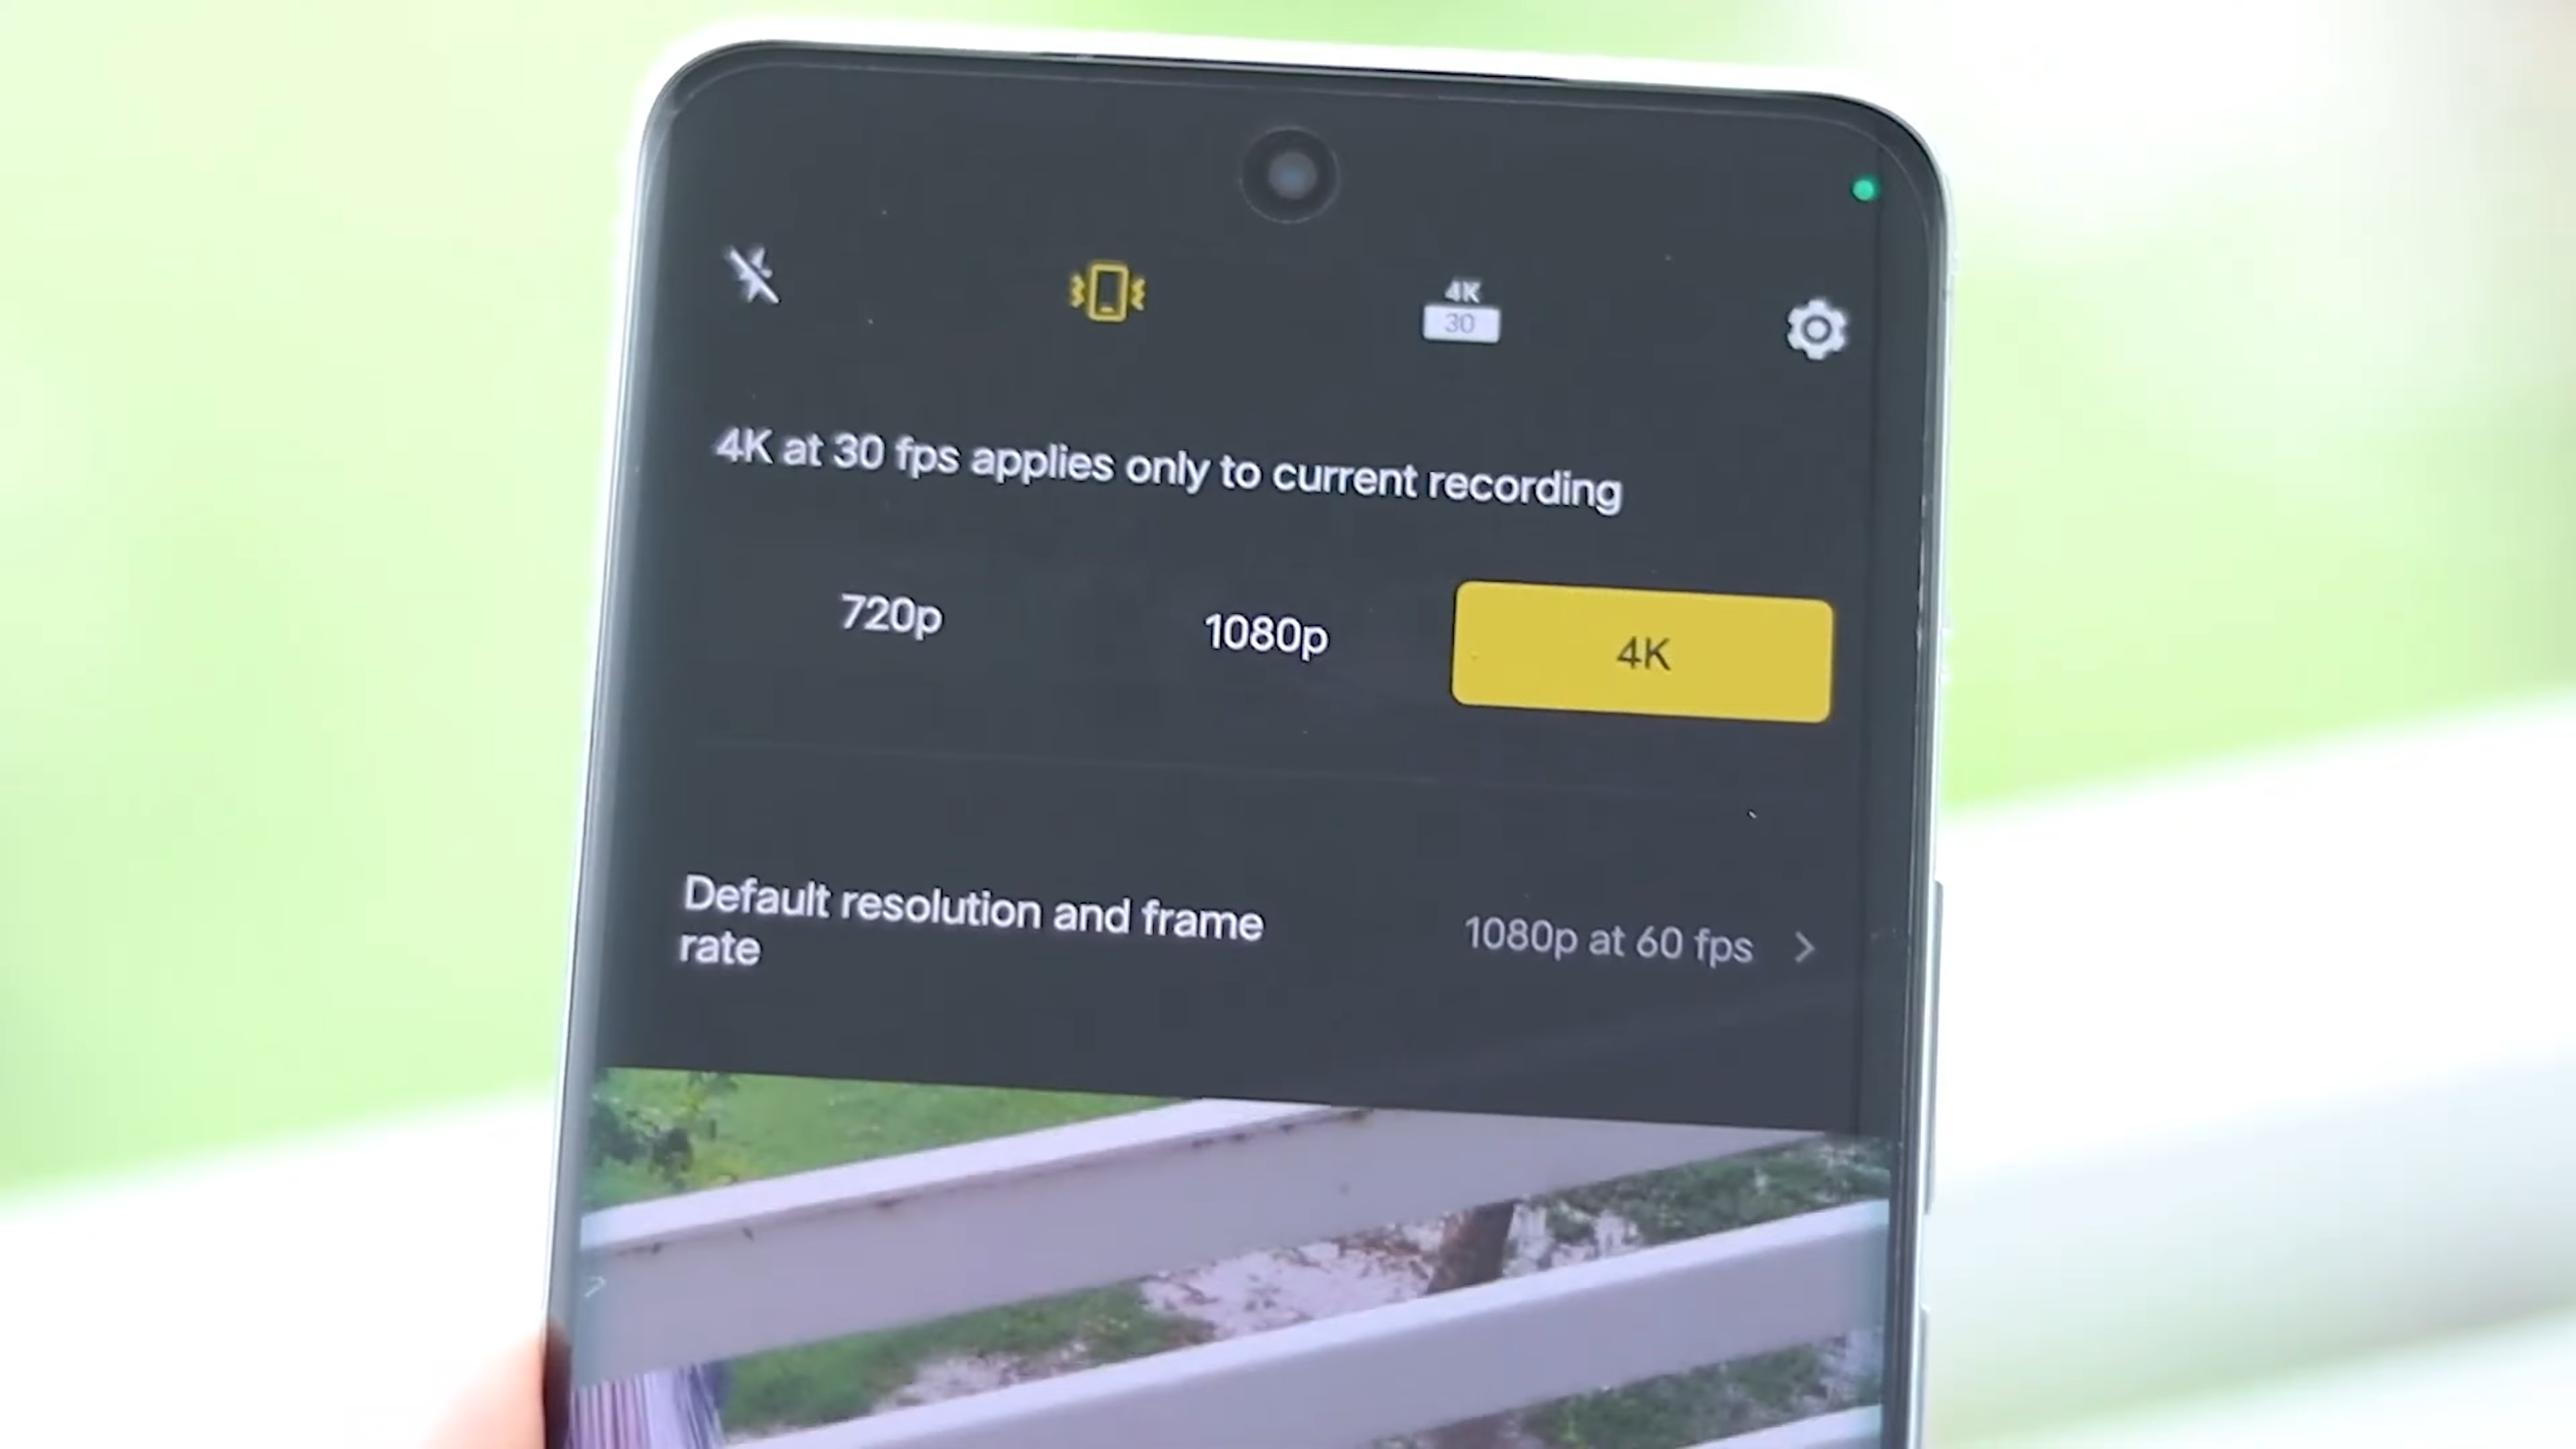 4K
30
4K at 30 fps applies only to current recording
720p 1080p 4K
Default resolution and frame
rate
1080p at 60 fps